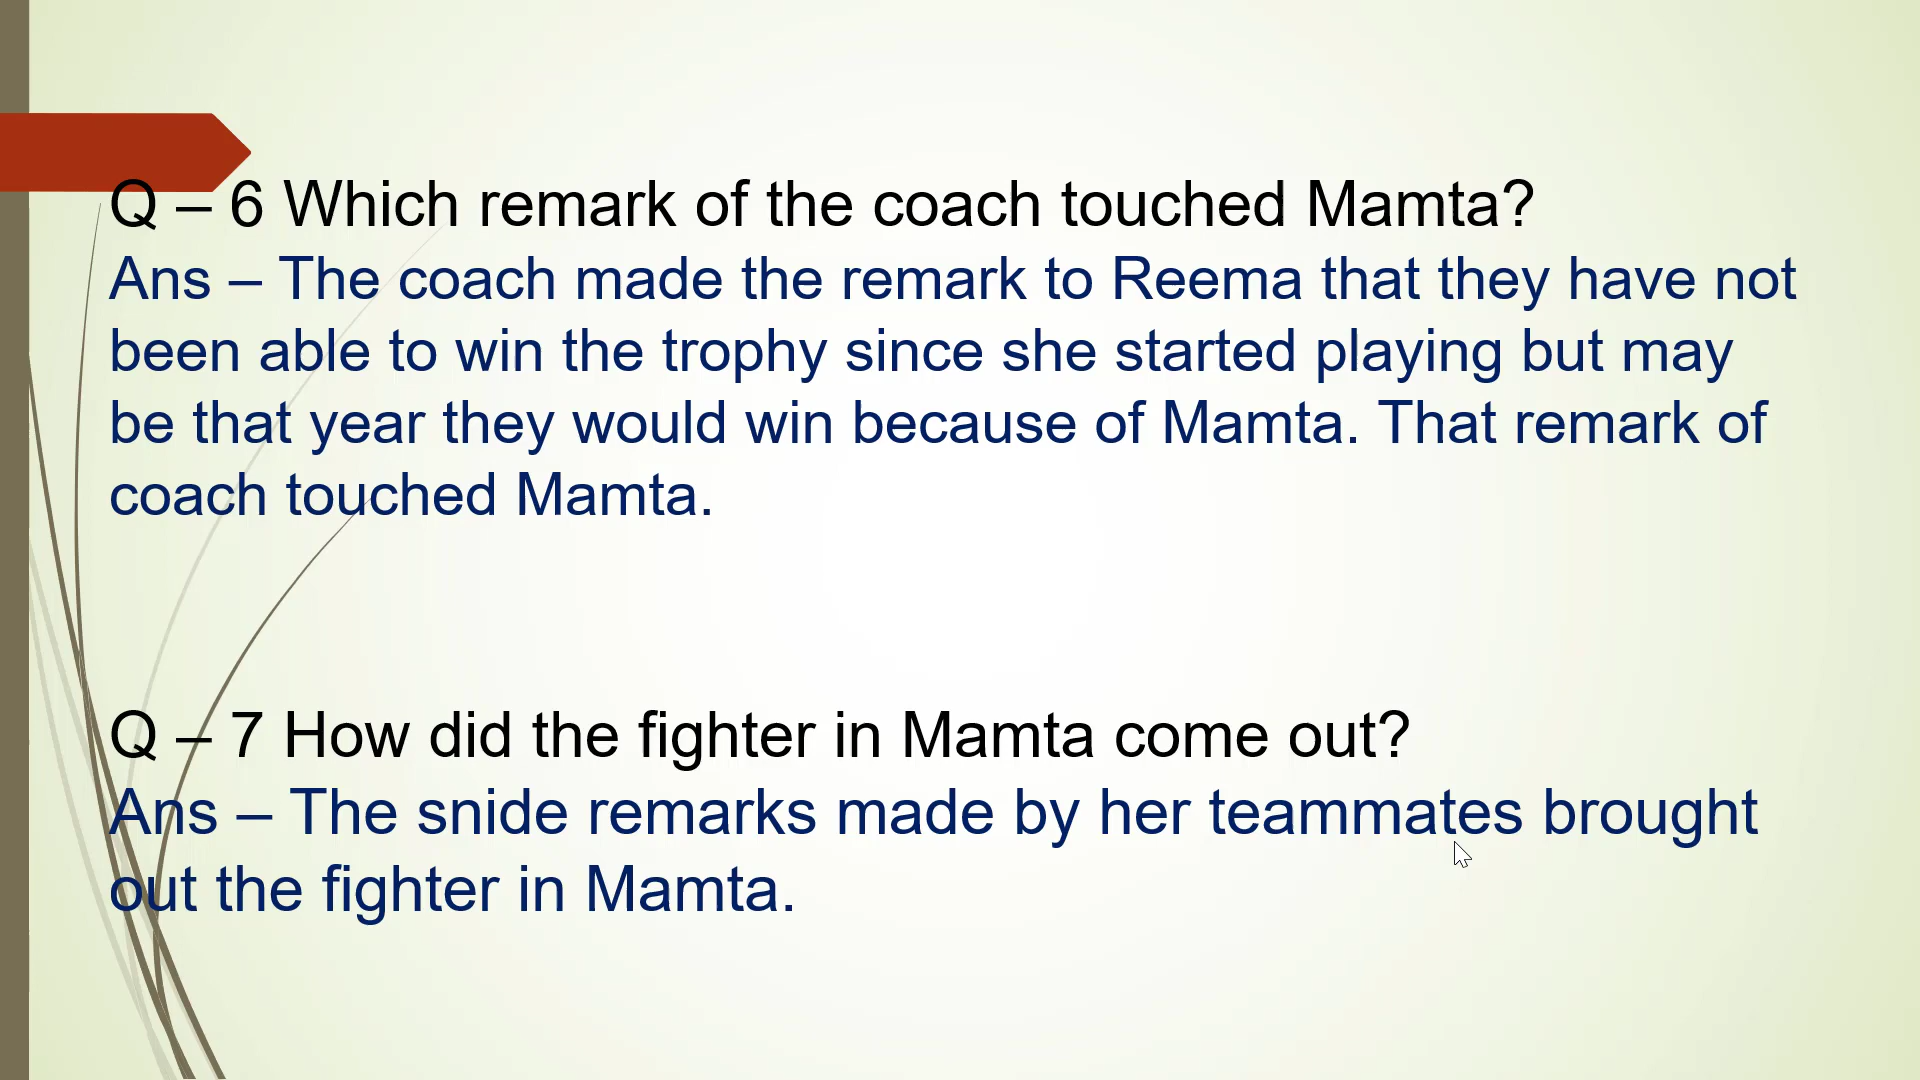 Q – 6 Which remark of the coach touched Mamta?
Ans – The coach made the remark to Reema that they have not
been able to win the trophy since she started playing but may
be that year they would win because of Mamta. That remark of
coach touched Mamta.
Q – 7 How did the fighter in Mamta come out?
Ans – The snide remarks made by her teammates brought
out the fighter in Mamta.